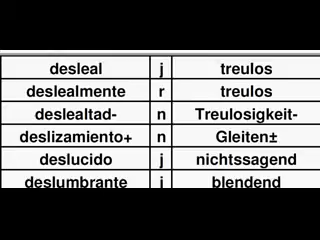 desleal j treulos
deslealmente r treulos
deslealtad- n Treulosigkeit-
deslizamiento+ n Gleiten±
deslucido j nichtssagend
deslumbrante j blendend